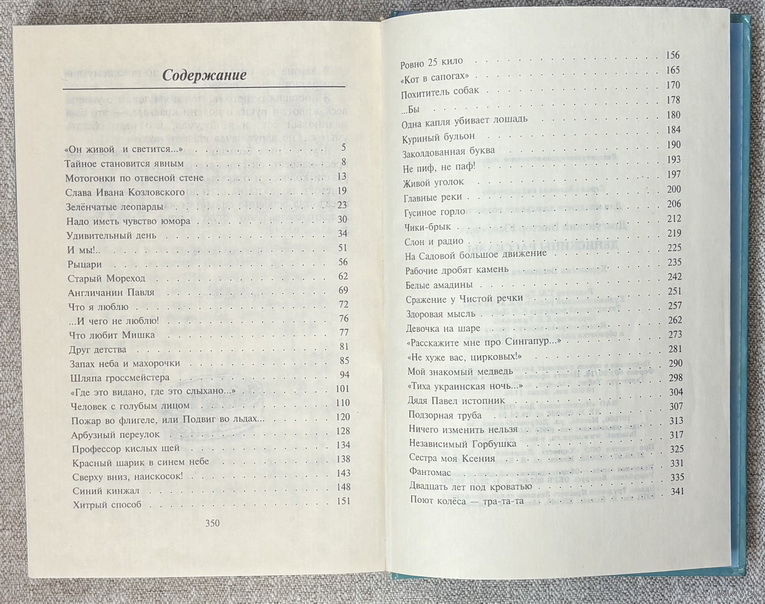 Содержание
«Он живой и светится...» 5
Тайное становится явным 8
Мотогонки по отвесной стене 13
Слава Ивана Козловского 19
Зелёнчатые леопарды 23
Надо иметь чувство юмора 30
Удивительный день 34
И мы!.. 51
Рыцари 56
Старый Мореход 62
Англичанин Павля 69
Что я люблю 72
...И чего не люблю! 76
Что любит Мишка 77
Друг детства 81
Запах неба и махорочки 85
Шляпа гроссмейстера 94
«Где это видано, где это слыхано...» 101
Человек с голубым лицом 110
Пожар во флигеле, или Подвиг во льдах... 120
Арбузный переулок 128
Профессор кислых щей 134
Красный шарик в синем небе 138
Сверху вниз, наискосок! 143
Синий кинжал 148
Хитрый способ 151
350
Ровно 25 кило 156
«Кот в сапогах» 165
Похититель собак 170
...Бы 178
Одна капля убивает лошадь 180
Куриный бульон 184
Заколдованная буква 190
Не пиф, не паф! 193
Живой уголок 197
Главные реки 200
Гусиное горло 206
Чики-брык 212
Слон и радио 219
На Садовой большое движение 225
Рабочие дробят камень 235
Белые амадины 242
Сражение у Чистой речки 251
Здоровая мысль 257
Девочка на шаре 262
«Расскажите мне про Сингапур...» 273
«Не хуже вас, цирковых!» 281
Мой знакомый медведь 290
«Тиха украинская ночь...» 298
Дядя Павел истопник 304
Подзорная труба 307
Ничего изменить нельзя 313
Независимый Горбушка 317
Сестра моя Ксения 325
Фантомас 331
Двадцать лет под кроватью 335
Поют колёса — тра-та-та 341